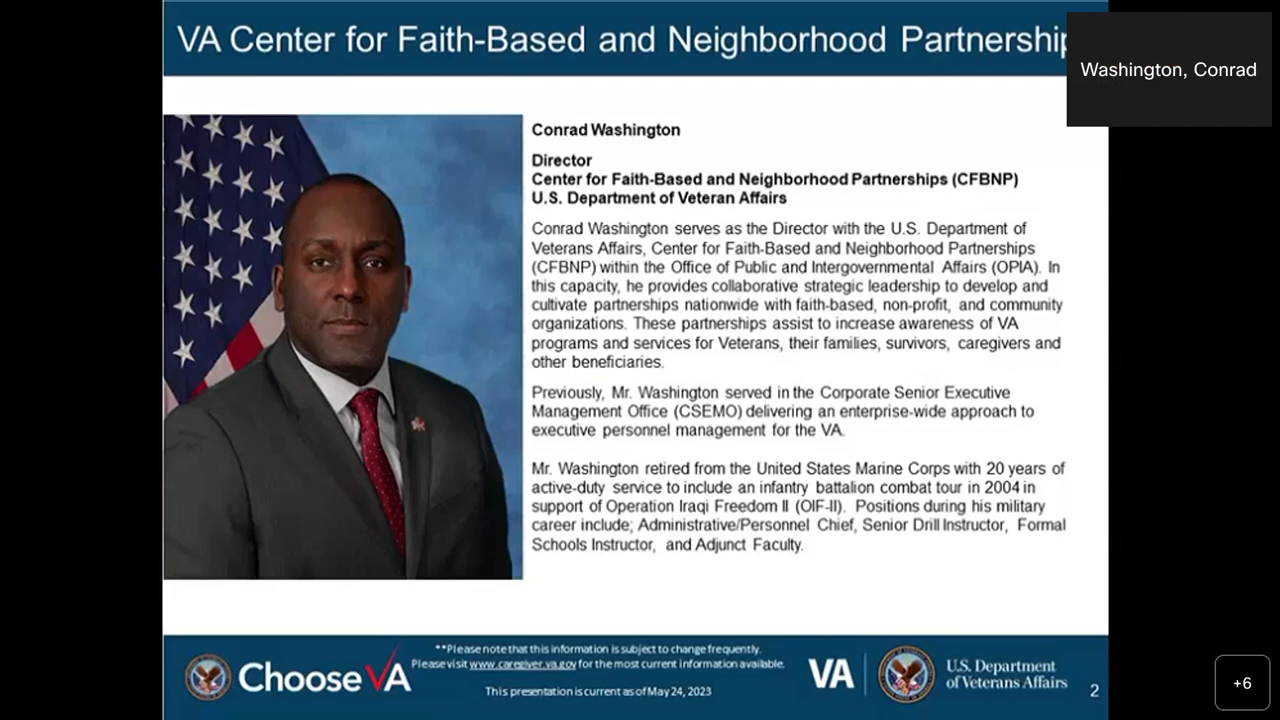 VA Center for Faith-Based and Neighborhood Partnership
Washington, Conrad
Conrad Washington
Director
Center for Faith-Based and Neighborhood Partnerships (CFBNP)
U.S. Department of Veteran Affairs
Conrad Washington serves as the Director with the U.S. Department of
Veterans Affairs, Center for Faith-Based and Neighborhood Partnerships
(CFBNP) within the Office of Public and Intergovernmental Affairs (OPIA). In
this capacity, he provides collaborative strategic leadership to develop and
cultivate partnerships nationwide with faith-based, non-profit, and community
organizations. These partnerships assist to increase awareness of VA
programs and services for Veterans, their families, survivors, caregivers and
other beneficiaries.
Previously, Mr. Washington served in the Corporate Senior Executive
Management Office (CSEMO) delivering an enterprise-wide approach to
executive personnel management for the VA.
Mr. Washington retired from the United States Marine Corps with 20 years of
active-duty service to include an infantry battalion combat tour in 2004 in
support of Operation Iraqi Freedom II (OIF-II). Positions during his military
career include; Administrative/Personnel Chief, Senior Drill Instructor, Formal
Schools Instructor, and Adjunct Faculty.
Choose VA
**Please note that this information is subject to change frequently.
Please visit www.caregiver.va.gov for the most current information available.
This presentation is current as of May 24, 2023
VA
U.S. Department
of Veterans Affairs
2
+6